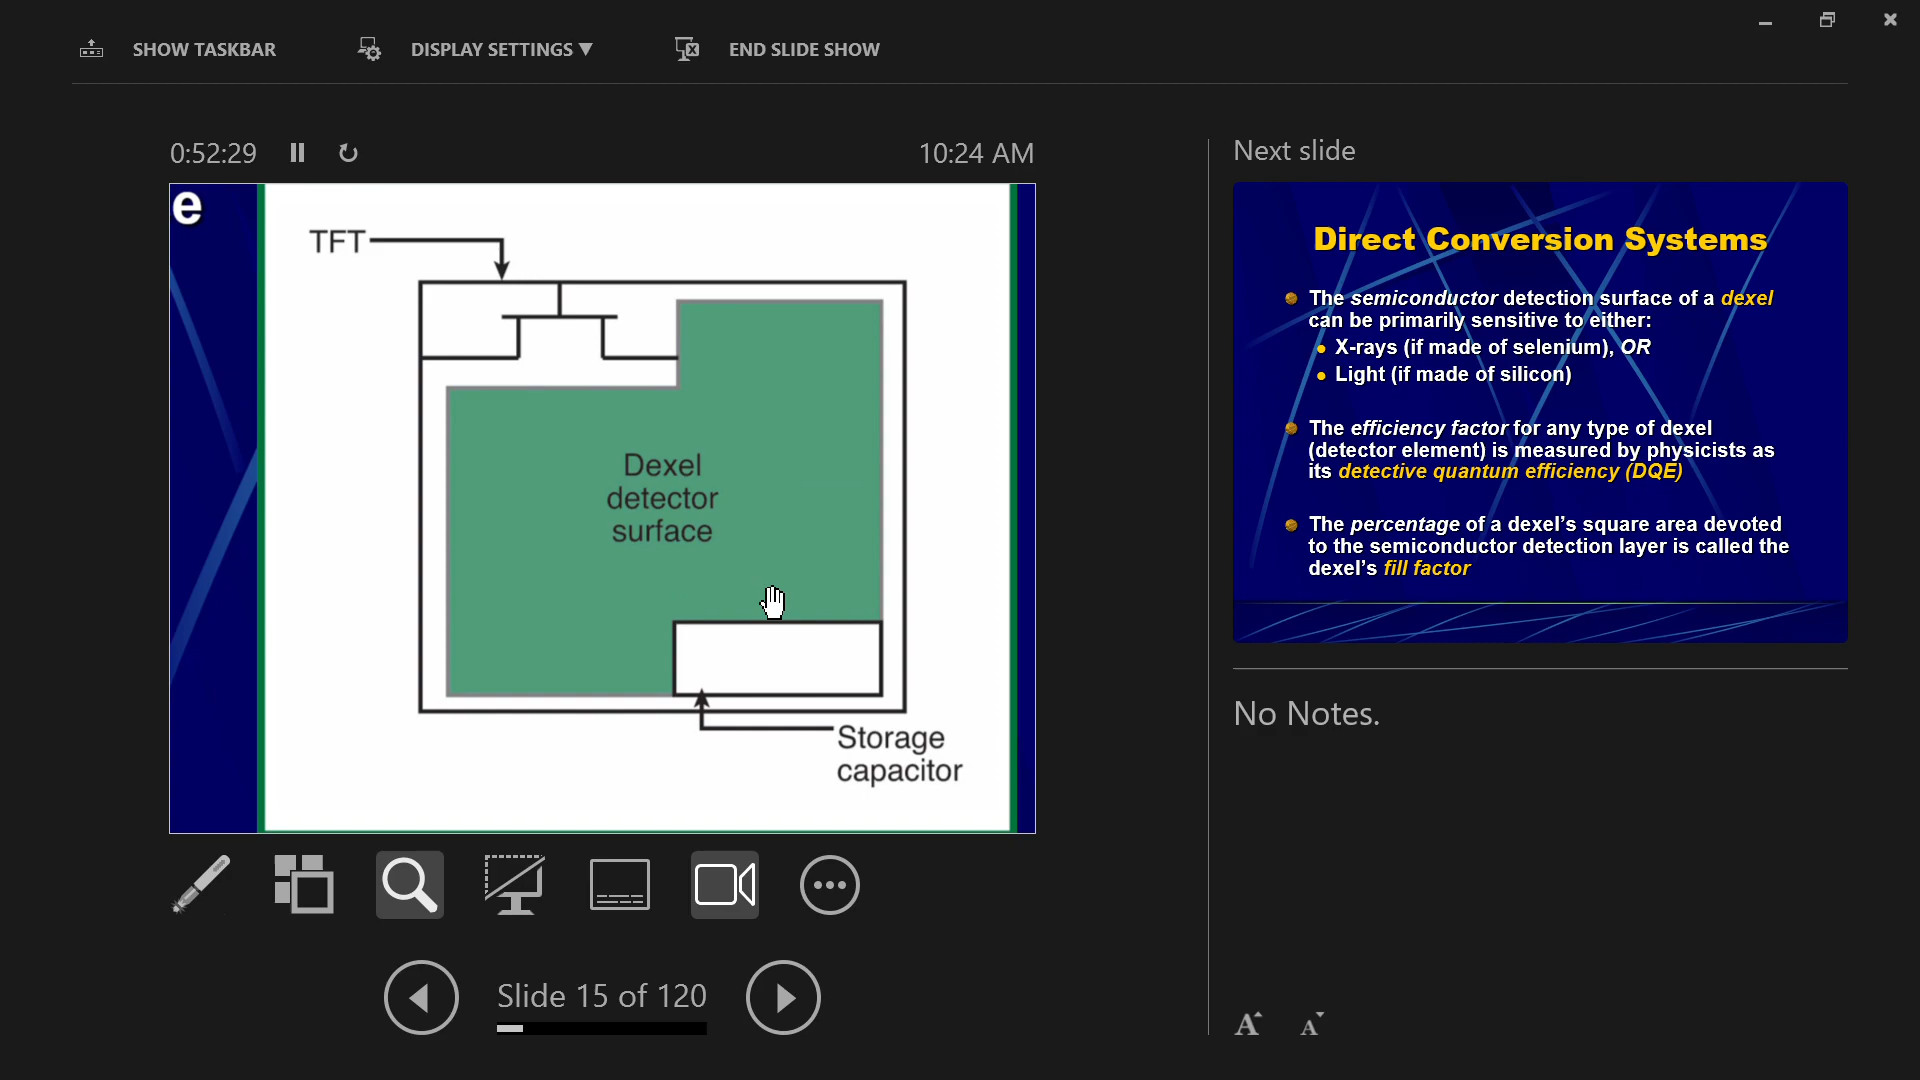 SHOW TASKBAR
DISPLAY SETTINGS ▼
END SLIDE SHOW
0:52:29
10:24 AM
e
TFT
Dexel
detector
surface
Storage
capacitor
Slide 15 of 120
Next slide
Direct Conversion Systems
The semiconductor detection surface of a dexel
can be primarily sensitive to either:
X-rays (if made of selenium), OR
Light (if made of silicon)
The efficiency factor for any type of dexel
(detector element) is measured by physicists as
its detective quantum efficiency (DQE)
The percentage of a dexel’s square area devoted
to the semiconductor detection layer is called the
dexel’s fill factor
No Notes.
A A